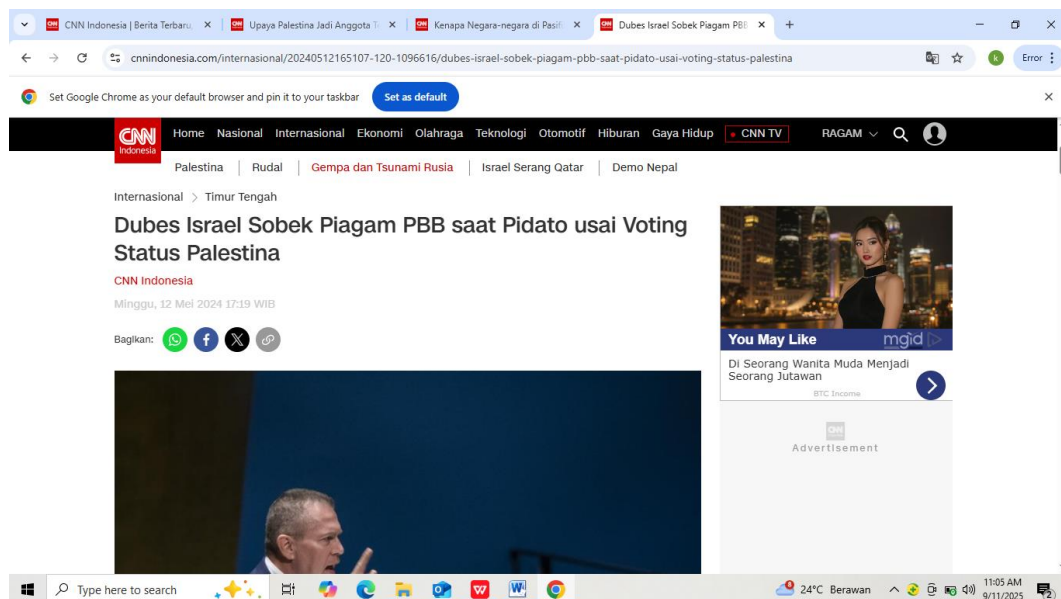 CNN Indonesia | Berita Terbaru,
Upaya Palestina Jadi Anggota T
Kenapa Negara-negara di Pasifi
Dubes Israel Sobek Piagam PBB
cnnindonesia.com/internasional/20240512165107-120-1096616/dubes-israel-sobek-piagam-pbb-saat-pidato-usai-voting-status-palestina
k
Error
Set Google Chrome as your default browser and pin it to your taskbar
Set as default
CNN Indonesia
Home Nasional Internasional Ekonomi Olahraga Teknologi Otomotif Hiburan Gaya Hidup CNN TV RAGAM
Palestina | Rudal | Gempa dan Tsunami Rusia | Israel Serang Qatar | Demo Nepal
Internasional > Timur Tengah
Dubes Israel Sobek Piagam PBB saat Pidato usai Voting
Status Palestina
CNN Indonesia
Minggu, 12 Mei 2024 17:19 WIB
Bagikan:
You May Like
mgid
Di Seorang Wanita Muda Menjadi
Seorang Jutawan
BTC Income
CNN
Advertisement
Type here to search
24°C Berawan
11:05 AM
9/11/2025
2